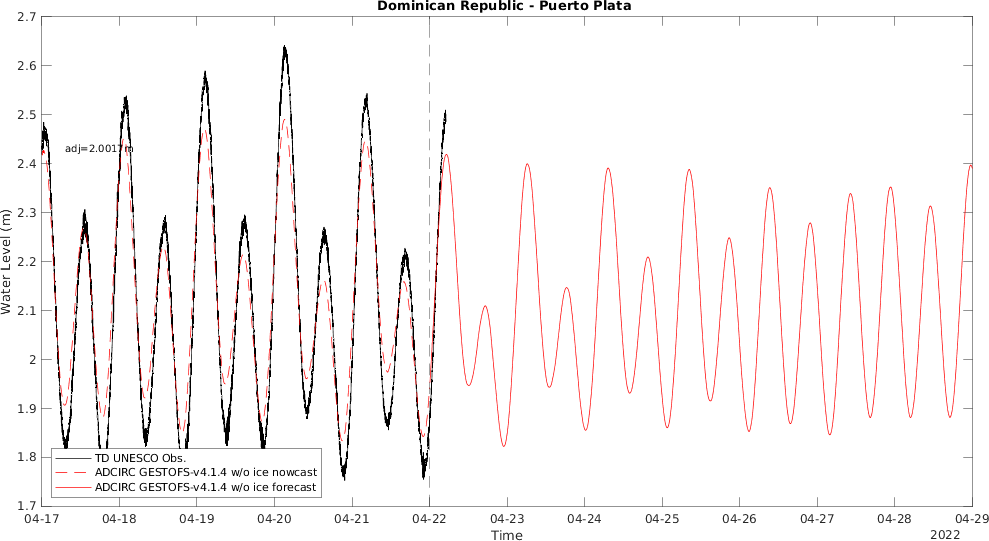 Dominican Republic - Puerto Plata
2.7
2.6
2.5
2.4
2.3
2.2
2.1
2
1.9
1.8
1.7
Water Level (m)
adj=2.0017m
TD UNESCO Obs.
ADCIRC GESTOFS-v4.1.4 w/o ice nowcast
ADCIRC GESTOFS-v4.1.4 w/o ice forecast
04-17 04-18 04-19 04-20 04-21 04-22 04-23 04-24 04-25 04-26 04-27 04-28 04-29
Time
2022